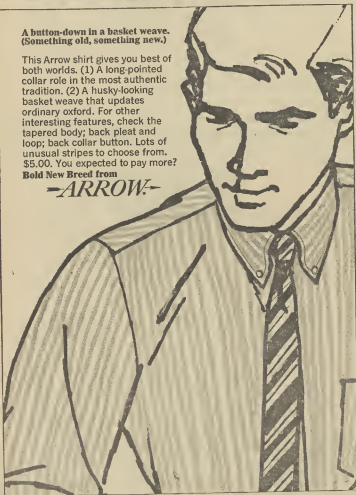 A button-down in a basket weave.
(Something old, something new.)
This Arrow shirt gives you best of
both worlds. (1) A long-pointed
collar role in the most authentic
tradition. (2) A husky-looking
basket weave that updates
ordinary oxford. For other
interesting features, check the
tapered body; back pleat and
loop; back collar button. Lots of
unusual stripes to choose from.
$5.00. You expected to pay more?
Bold New Breed from
-ARROW-